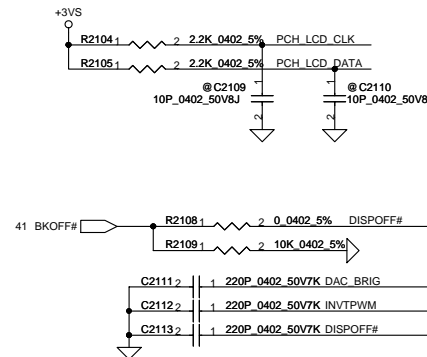 +3VS
R2104 1 2 2.2K_0402_5% PCH_LCD_CLK
R2105 1 2 2.2K_0402_5% PCH_LCD_DATA
@C2109 1 @C2110 1
10P_0402_50V8J 10P_0402_50V8
2 2
41 BKOFF# R2108 1 2 0_0402_5% DISPOFF#
R2109 1 2 10K_0402_5%
C2111 2 1 220P_0402_50V7K DAC_BRIG
C2112 2 1 220P_0402_50V7K INVTPWM
C2113 2 1 220P_0402_50V7K DISPOFF#